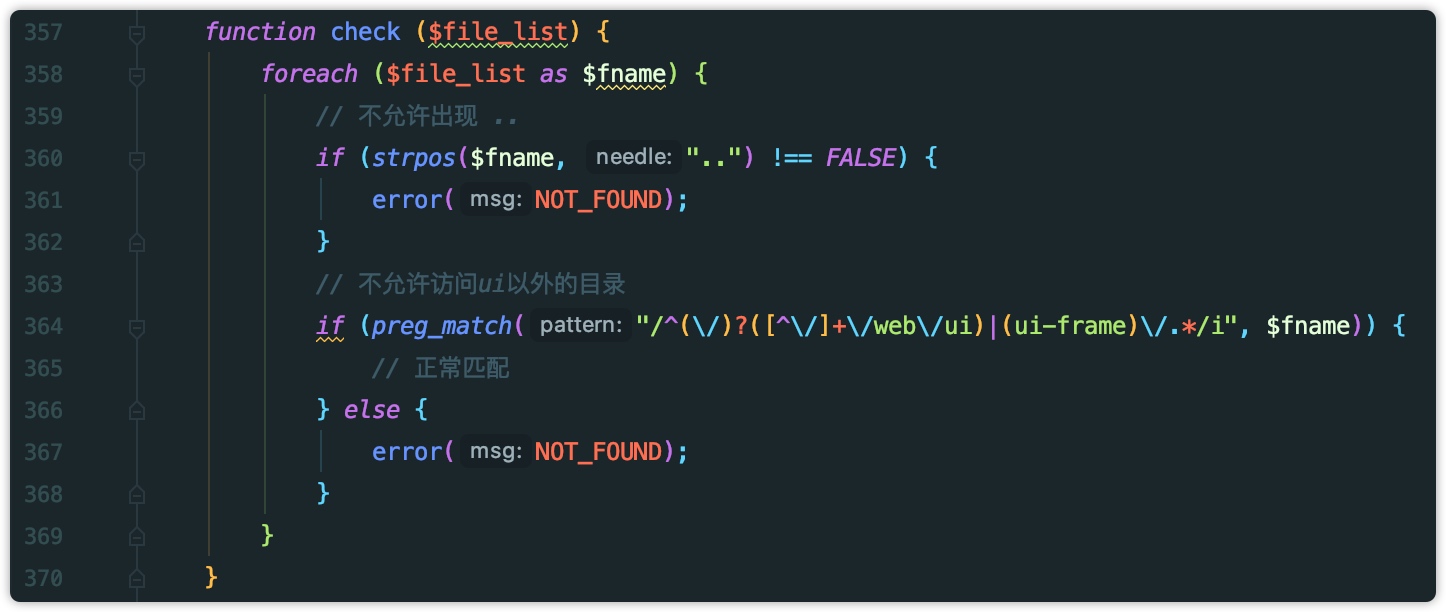 357 function check ($file_list) {
358 foreach ($file_list as $fname) {
359 // 不允许出现 ..
360 if (strpos($fname, needle: "..") !== FALSE) {
361 error( msg: NOT_FOUND);
362 }
363 // 不允许访问ui以外的目录
364 if (preg_match( pattern: "/^(\/)?([^\/]+\/web\/ui)|(ui-frame)\/.*/i", $fname)) {
365 // 正常匹配
366 } else {
367 error( msg: NOT_FOUND);
368 }
369 }
370 }